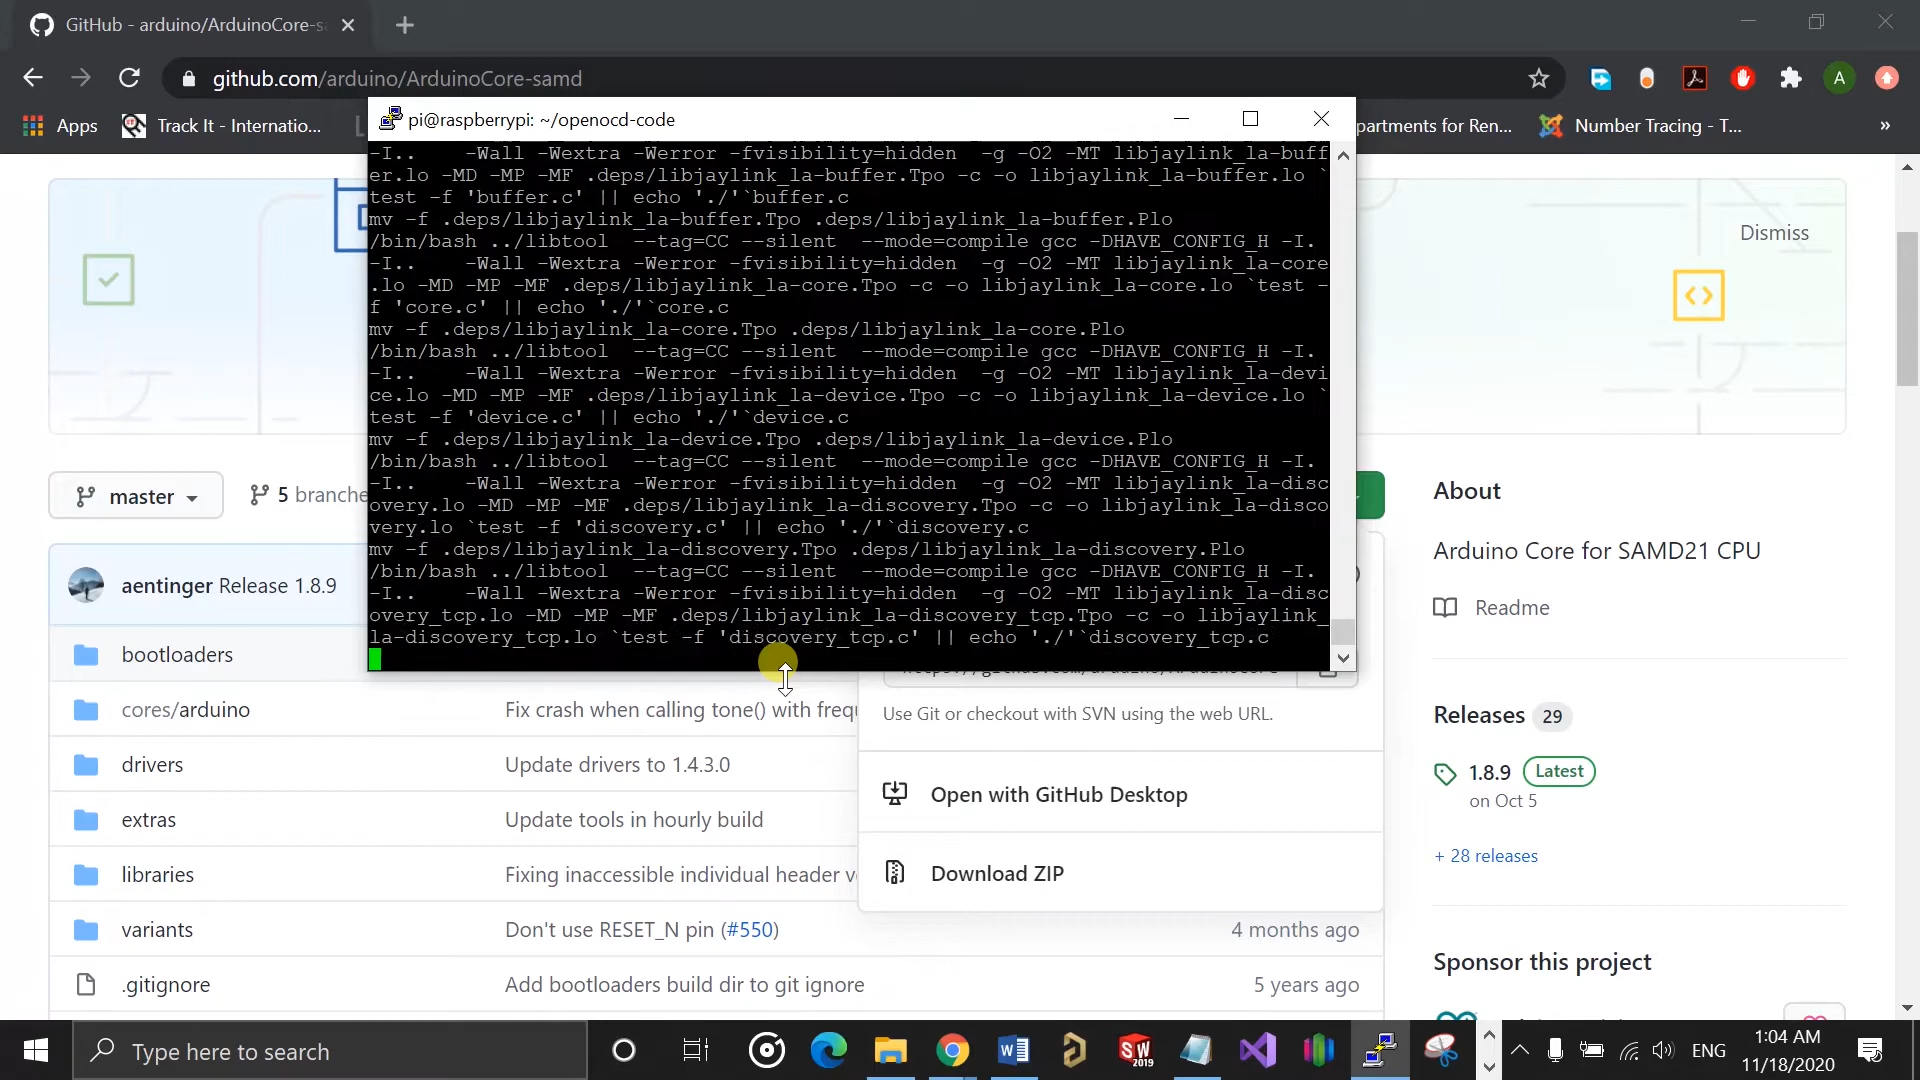 GitHub - arduino/ArduinoCore-s
github.com/arduino/ArduinoCore-samd
A
Apps
Track It - Internatio...
partments for Ren...
Number Tracing - T...
»
pi@raspberrypi: ~/openocd-code
-I..    -Wall -Wextra -Werror -fvisibility=hidden  -g -O2 -MT libjaylink_la-buff
er.lo -MD -MP -MF .deps/libjaylink_la-buffer.Tpo -c -o libjaylink_la-buffer.lo `
test -f 'buffer.c' || echo './'`buffer.c
mv -f .deps/libjaylink_la-buffer.Tpo .deps/libjaylink_la-buffer.Plo
/bin/bash ../libtool  --tag=CC --silent  --mode=compile gcc -DHAVE_CONFIG_H -I.
-I..    -Wall -Wextra -Werror -fvisibility=hidden  -g -O2 -MT libjaylink_la-core
.lo -MD -MP -MF .deps/libjaylink_la-core.Tpo -c -o libjaylink_la-core.lo `test -
f 'core.c' || echo './'`core.c
mv -f .deps/libjaylink_la-core.Tpo .deps/libjaylink_la-core.Plo
/bin/bash ../libtool  --tag=CC --silent  --mode=compile gcc -DHAVE_CONFIG_H -I.
-I..    -Wall -Wextra -Werror -fvisibility=hidden  -g -O2 -MT libjaylink_la-devi
ce.lo -MD -MP -MF .deps/libjaylink_la-device.Tpo -c -o libjaylink_la-device.lo `
test -f 'device.c' || echo './'`device.c
mv -f .deps/libjaylink_la-device.Tpo .deps/libjaylink_la-device.Plo
/bin/bash ../libtool  --tag=CC --silent  --mode=compile gcc -DHAVE_CONFIG_H -I.
-I..    -Wall -Wextra -Werror -fvisibility=hidden  -g -O2 -MT libjaylink_la-disc
overy.lo -MD -MP -MF .deps/libjaylink_la-discovery.Tpo -c -o libjaylink_la-disco
very.lo `test -f 'discovery.c' || echo './'`discovery.c
mv -f .deps/libjaylink_la-discovery.Tpo .deps/libjaylink_la-discovery.Plo
/bin/bash ../libtool  --tag=CC --silent  --mode=compile gcc -DHAVE_CONFIG_H -I.
-I..    -Wall -Wextra -Werror -fvisibility=hidden  -g -O2 -MT libjaylink_la-disc
overy_tcp.lo -MD -MP -MF .deps/libjaylink_la-discovery_tcp.Tpo -c -o libjaylink_
la-discovery_tcp.lo `test -f 'discovery_tcp.c' || echo './'`discovery_tcp.c
Dismiss
master
5 branche
aentinger Release 1.8.9
bootloaders
cores/arduino Fix crash when calling tone() with frequ
drivers Update drivers to 1.4.3.0
extras Update tools in hourly build
libraries Fixing inaccessible individual header v
variants Don't use RESET_N pin (#550) 4 months ago
.gitignore Add bootloaders build dir to git ignore 5 years ago
Use Git or checkout with SVN using the web URL.
Open with GitHub Desktop
Download ZIP
About
Arduino Core for SAMD21 CPU
Readme
Releases 29
1.8.9 Latest
on Oct 5
+ 28 releases
Sponsor this project
Type here to search
SW
2019
ENG
1:04 AM
11/18/2020